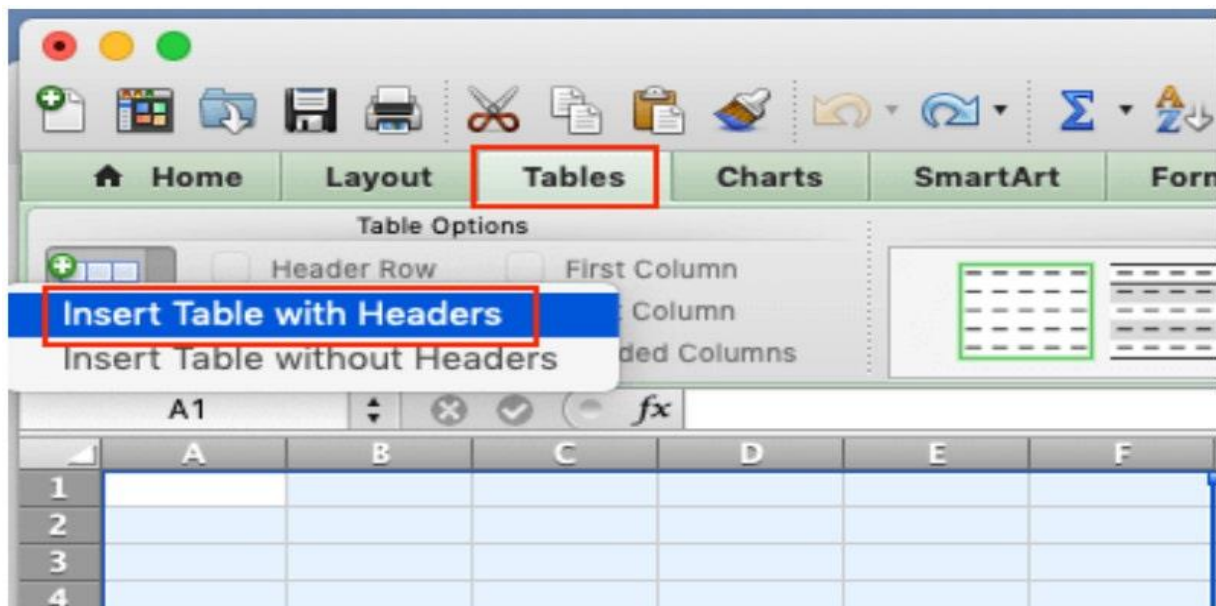 Home Layout Tables Charts SmartArt Forn
Table Options
Header Row First Column
Insert Table with Headers Column
Insert Table without Headers ded Columns
A1 fx
A B C D E F
1
2
3
4